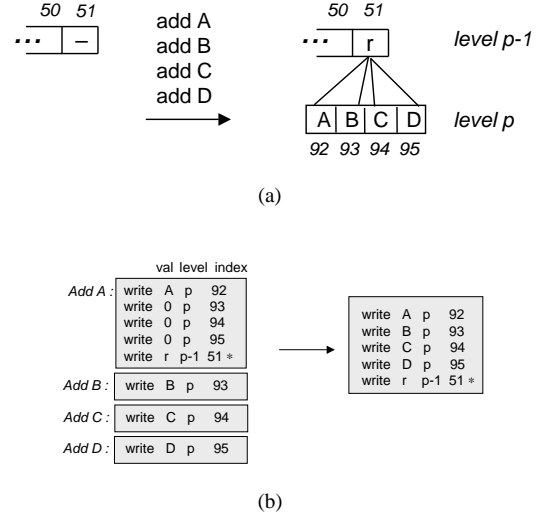 50 51
... –
add A
add B
add C
add D
50 51
... r
level p-1
A B C D
level p
92 93 94 95
(a)
val level index
Add A : write A p 92
write 0 p 93
write 0 p 94
write 0 p 95
write r p-1 51 *
Add B : write B p 93
Add C : write C p 94
Add D : write D p 95
write A p 92
write B p 93
write C p 94
write D p 95
write r p-1 51 *
(b)